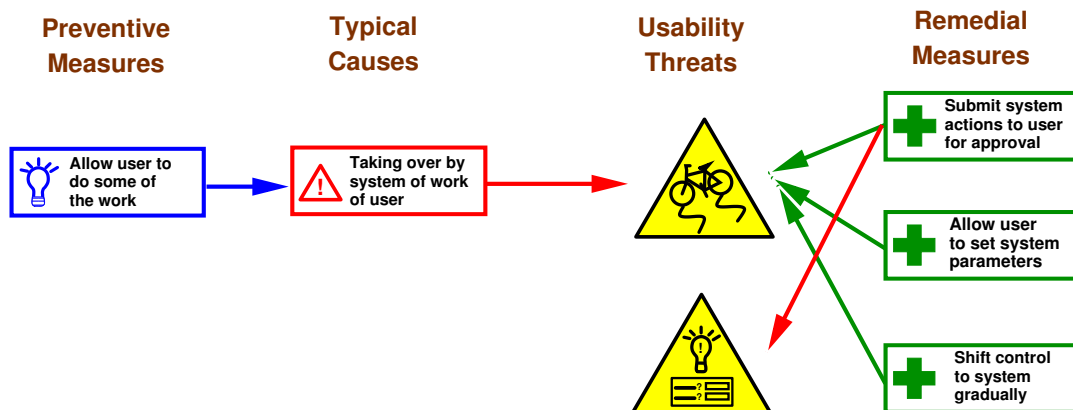 Preventive
Measures
Typical
Causes
Usability
Threats
Remedial
Measures
Allow user to
do some of
the work
!
Taking over by
system of work
of user
Submit system
actions to user
for approval
Allow user
to set system
parameters
!
?
?
Shift control
to system
gradually